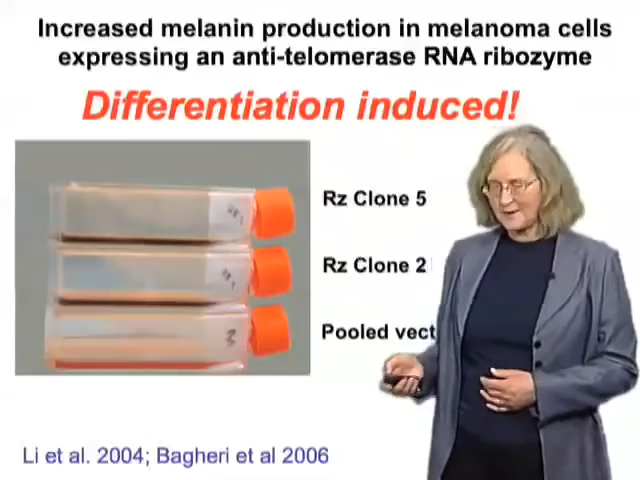 Increased melanin production in melanoma cells
expressing an anti-telomerase RNA ribozyme
Differentiation induced!
Rz Clone 5
Rz Clone 2
Pooled vect
Li et al. 2004; Bagheri et al 2006